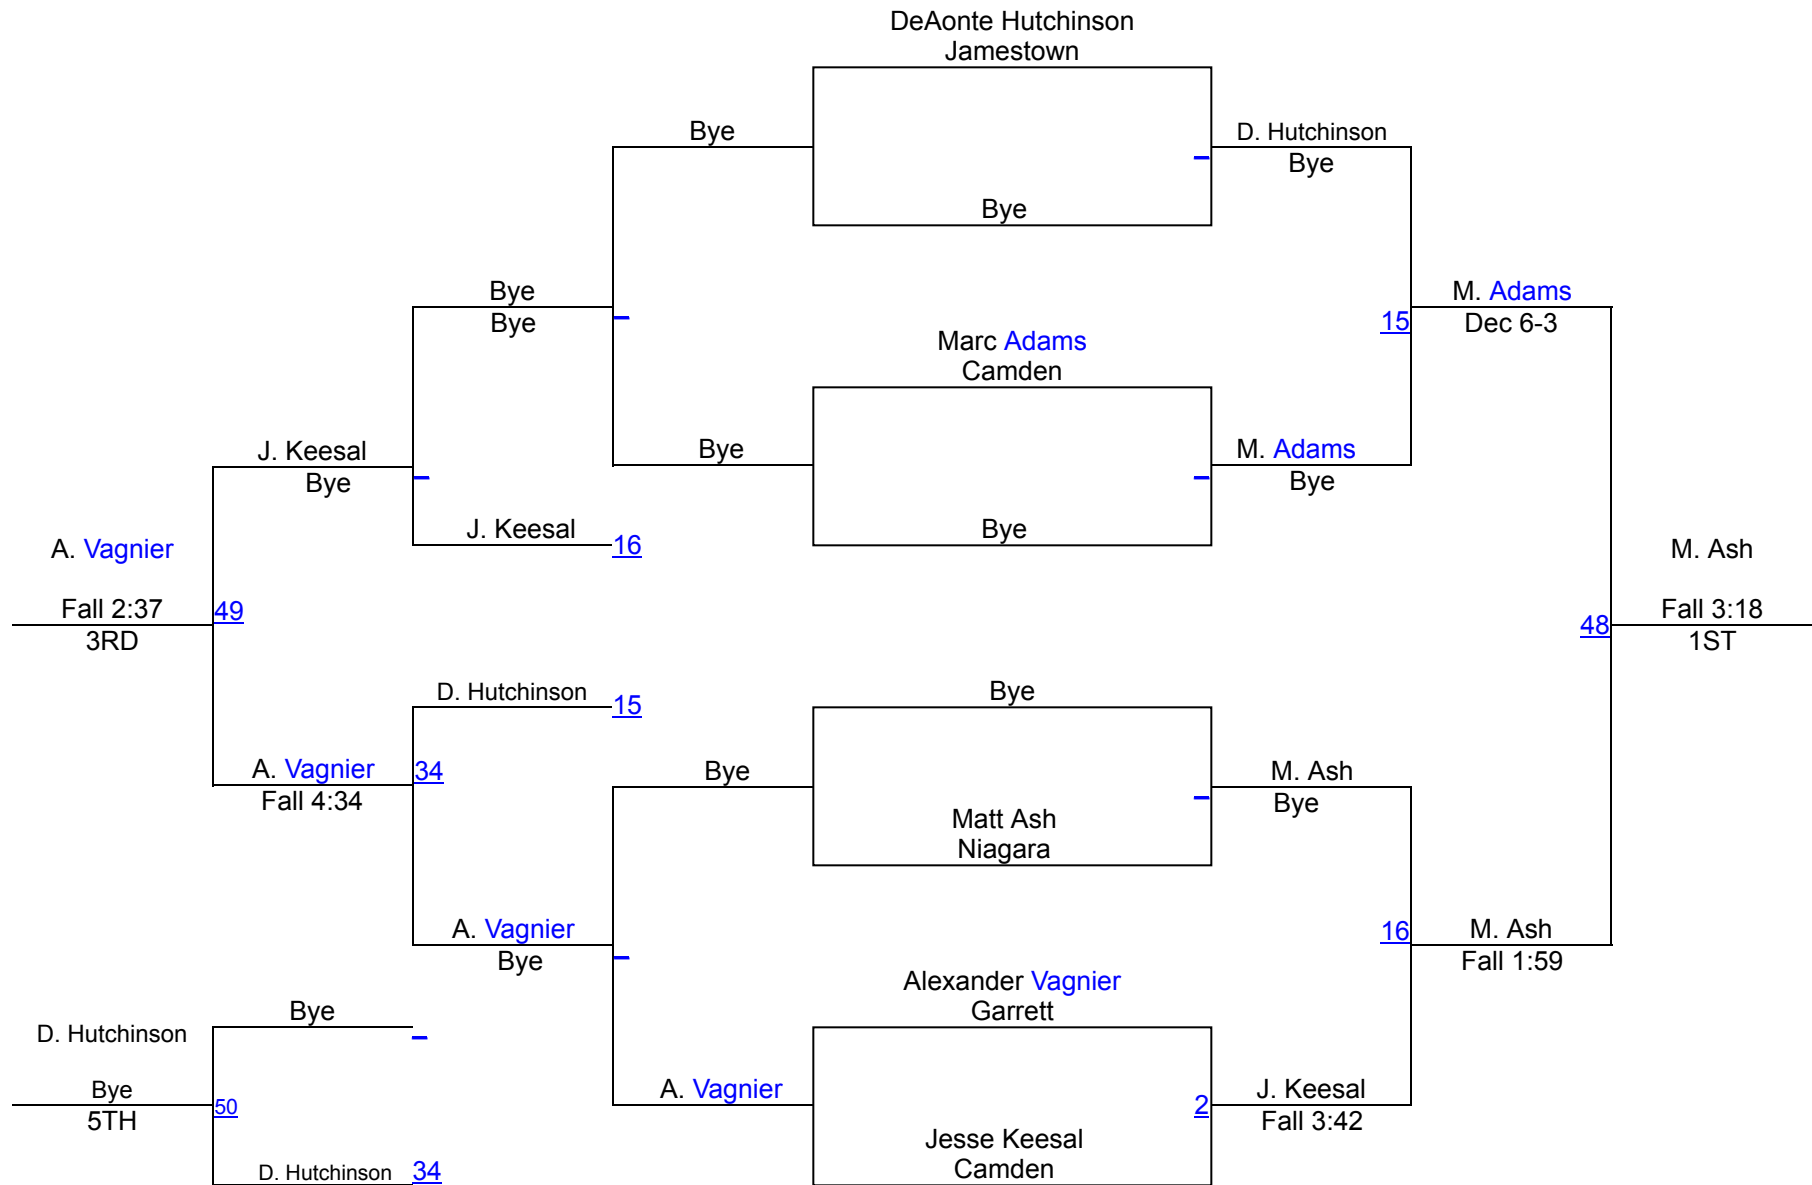 DeAonte Hutchinson
Jamestown
Bye
D. Hutchinson
Bye
Bye
Bye
Bye
M. Adams
15
Dec 6-3
Marc Adams
Camden
J. Keesal
Bye
Bye
M. Adams
Bye
J. Keesal
16
Bye
A. Vagnier
M. Ash
Fall 2:37
49
3RD
48
Fall 3:18
1ST
D. Hutchinson
15
Bye
A. Vagnier
34
Fall 4:34
Bye
M. Ash
Bye
Matt Ash
Niagara
A. Vagnier
Bye
16
M. Ash
Fall 1:59
Alexander Vagnier
Garrett
Bye
D. Hutchinson
Bye
50
5TH
A. Vagnier
2
J. Keesal
Fall 3:42
Jesse Keesal
Camden
D. Hutchinson
34